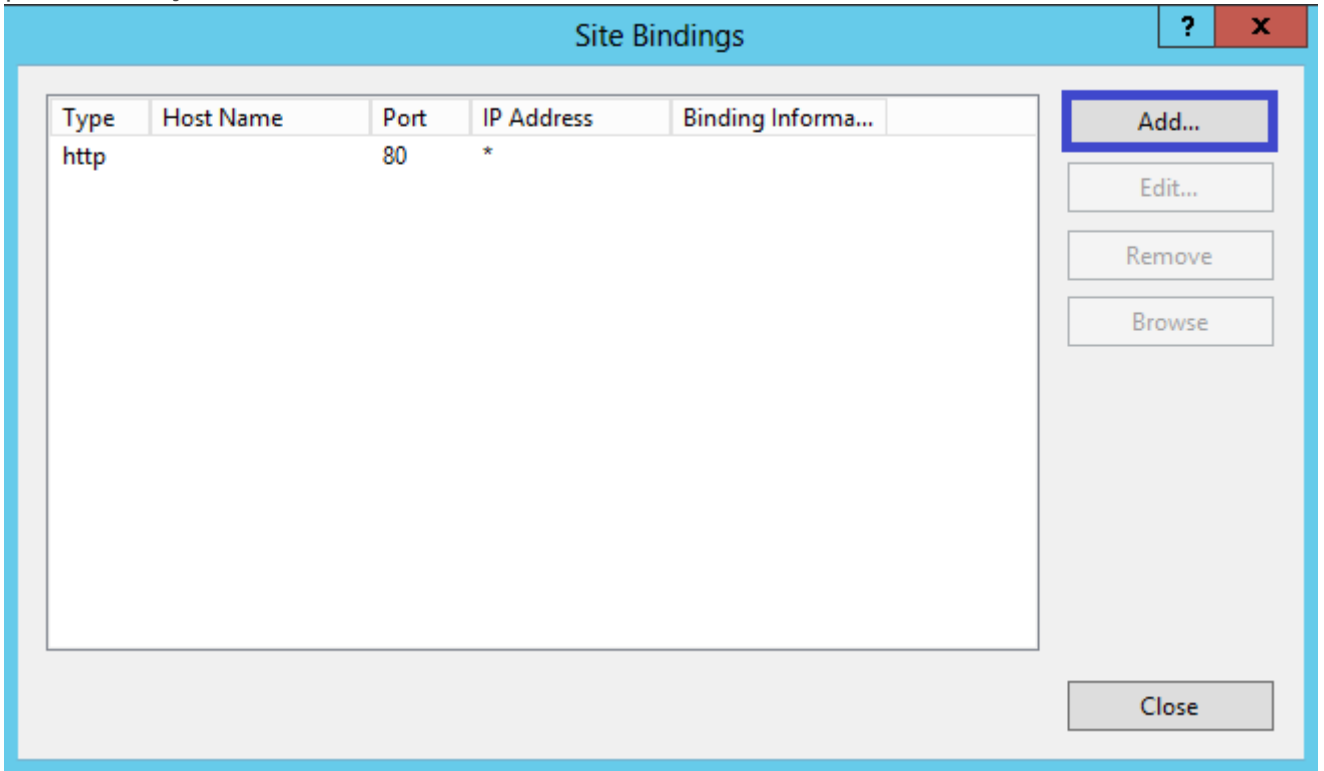 Site Bindings
? x
Type Host Name Port IP Address Binding Informa...
http 80 *
Add...
Edit...
Remove
Browse
Close